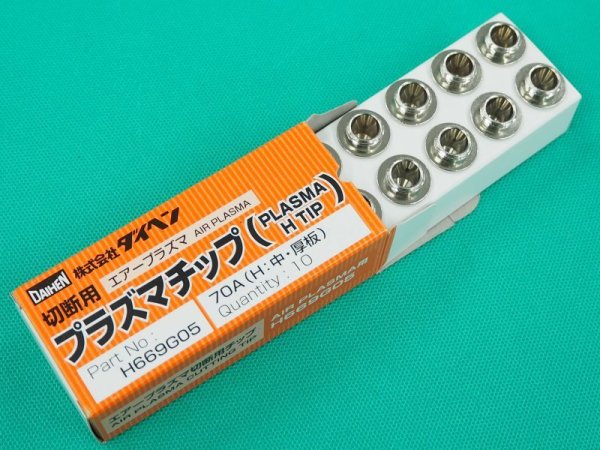 DAIHEN 株式会社ダイヘン
切断用 エアープラズマ AIR PLASMA
プラズマチップ(PLASMA H TIP)
Part No.: 70A(H:中・厚板)
H669G05 Quantity: 10
エアープラズマ切断用チップ AIR PLASMA用
AIR PLASMA CUTTING TIP H669G05